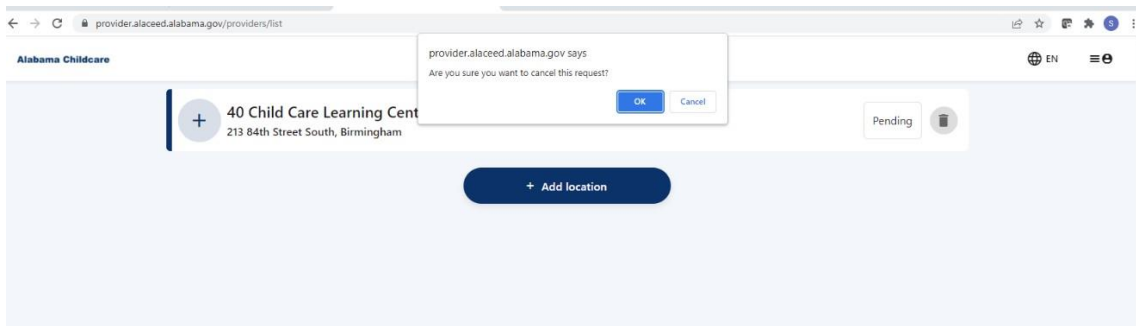 provider.alaceed.alabama.gov/providers/list
S
Alabama Childcare
provider.alaceed.alabama.gov says
Are you sure you want to cancel this request?
OK Cancel
EN
40 Child Care Learning Cent
213 84th Street South, Birmingham
Pending
+ Add location